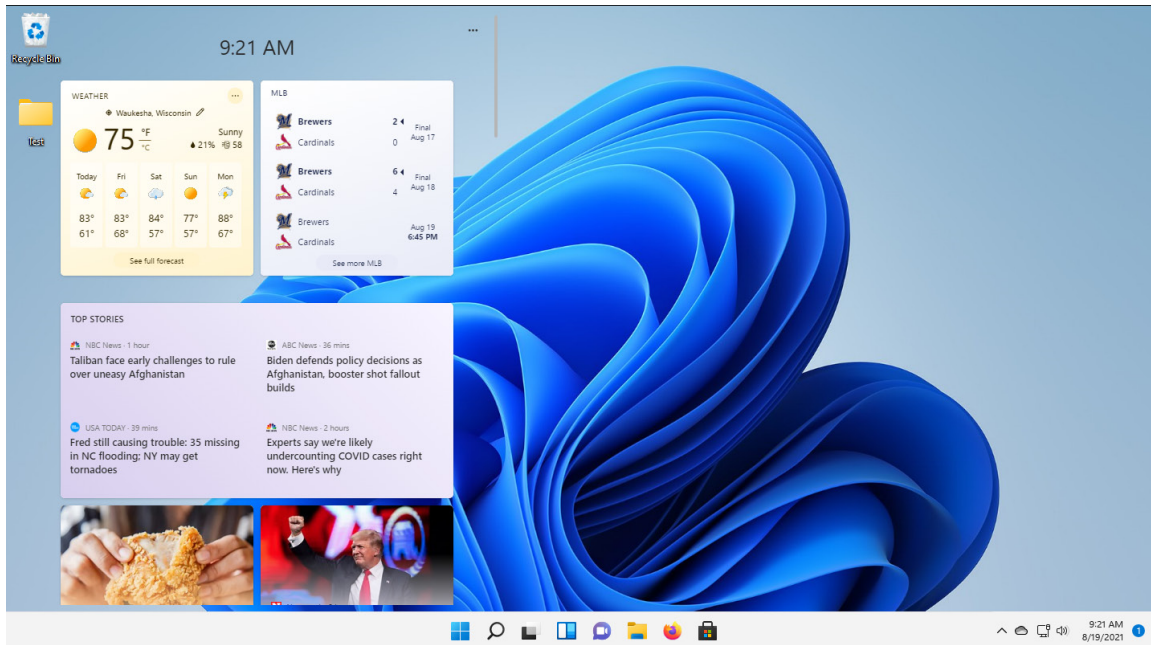 Recycle Bin
Test
9:21 AM
WEATHER
Waukesha, Wisconsin
75 °F
°C
Sunny
21% 58
Today Fri Sat Sun Mon
83° 83° 84° 77° 88°
61° 68° 57° 57° 67°
See full forecast
MLB
Brewers 2
Cardinals 0
Final
Aug 17
Brewers 6
Cardinals 4
Final
Aug 18
Brewers
Cardinals
Aug 19
6:45 PM
See more MLB
TOP STORIES
NBC News · 1 hour
Taliban face early challenges to rule
over uneasy Afghanistan
ABC News · 36 mins
Biden defends policy decisions as
Afghanistan, booster shot fallout
builds
USA TODAY · 39 mins
Fred still causing trouble: 35 missing
in NC flooding; NY may get
tornadoes
NBC News · 2 hours
Experts say we're likely
undercounting COVID cases right
now. Here's why
9:21 AM
8/19/2021
1